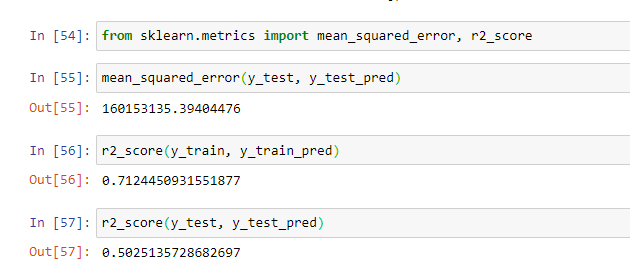 In [54]: from sklearn.metrics import mean_squared_error, r2_score
In [55]: mean_squared_error(y_test, y_test_pred)
Out[55]: 160153135.39404476
In [56]: r2_score(y_train, y_train_pred)
Out[56]: 0.7124450931551877
In [57]: r2_score(y_test, y_test_pred)
Out[57]: 0.5025135728682697